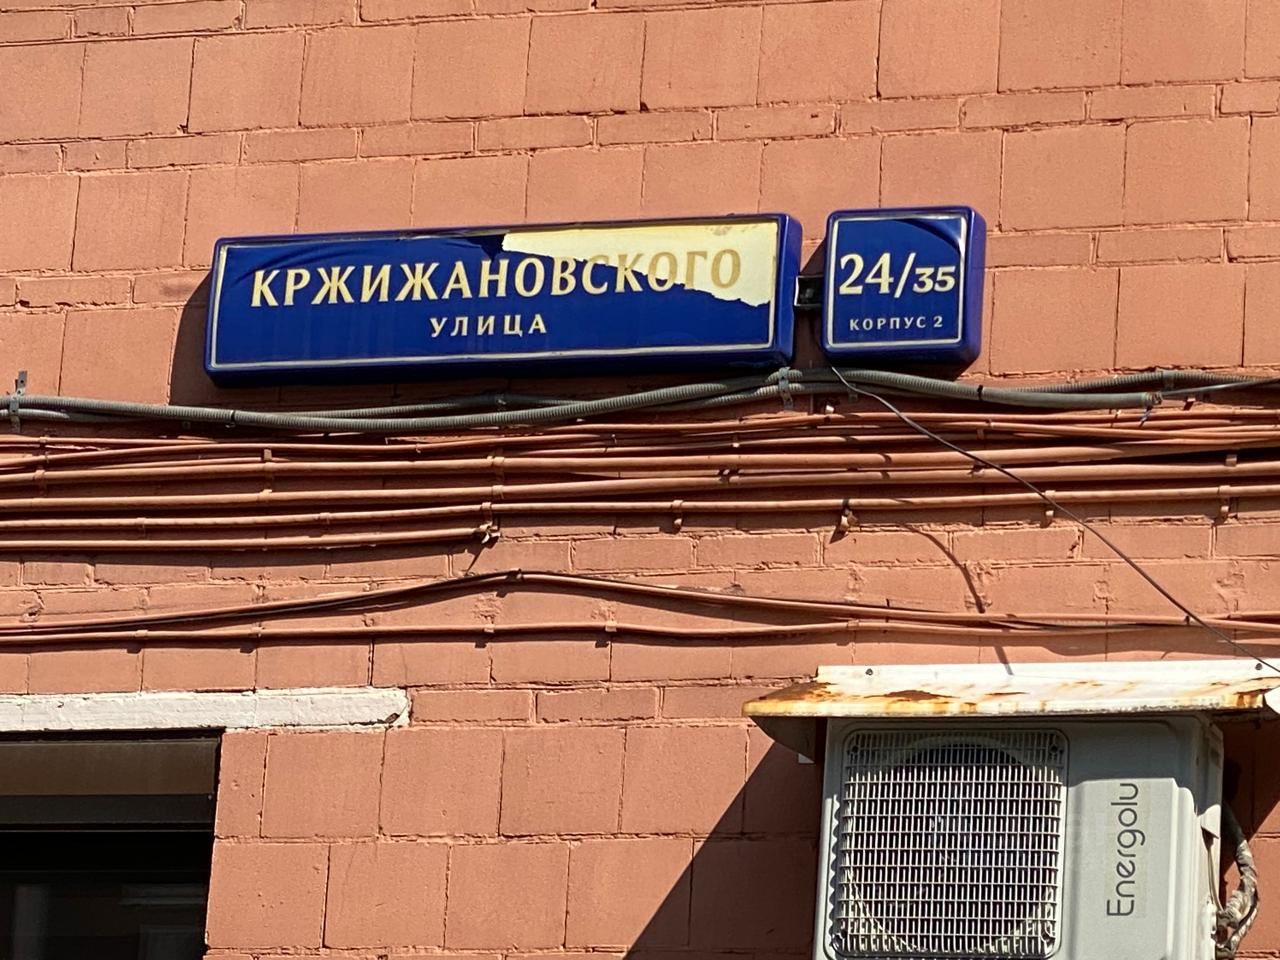 КРЖИЖАНОВСКОГО
УЛИЦА
24/35
КОРПУС 2
Energolu